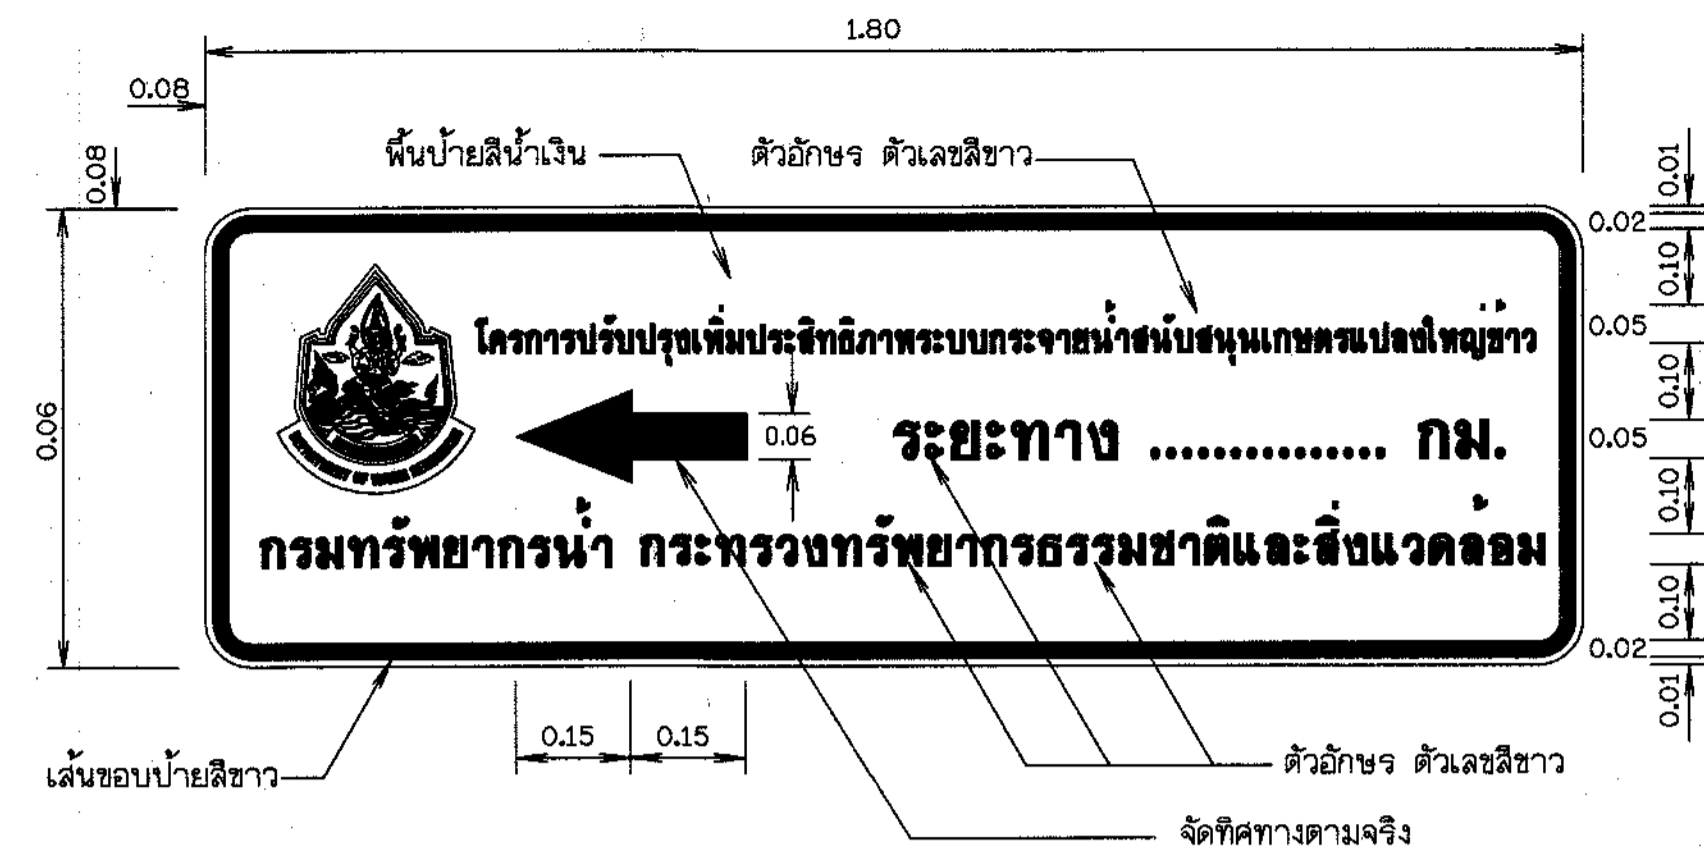 1.80
0.08
0.08
พื้นป้ายสีน้ำเงิน
ตัวอักษร ตัวเลขสีขาว
0.01
0.02
0.10
โครการปรับปรุงเพิ่มประสิทธิภาพระบบกระจายน้ำสนับสนุนเกษตรแปลงใหญ่ข้าว
0.05
0.10
0.06
0.06
ระยะทาง ............... กม.
0.05
0.10
DEPARTMENT OF WATER RESOURCES
กรมทรัพยากรน้ำ กระทรวงทรัพยากรธรรมชาติและสิ่งแวดล้อม
0.10
0.02
0.01
0.15
0.15
เส้นขอบป้ายสีขาว
ตัวอักษร ตัวเลขสีขาว
จัดทิศทางตามจริง